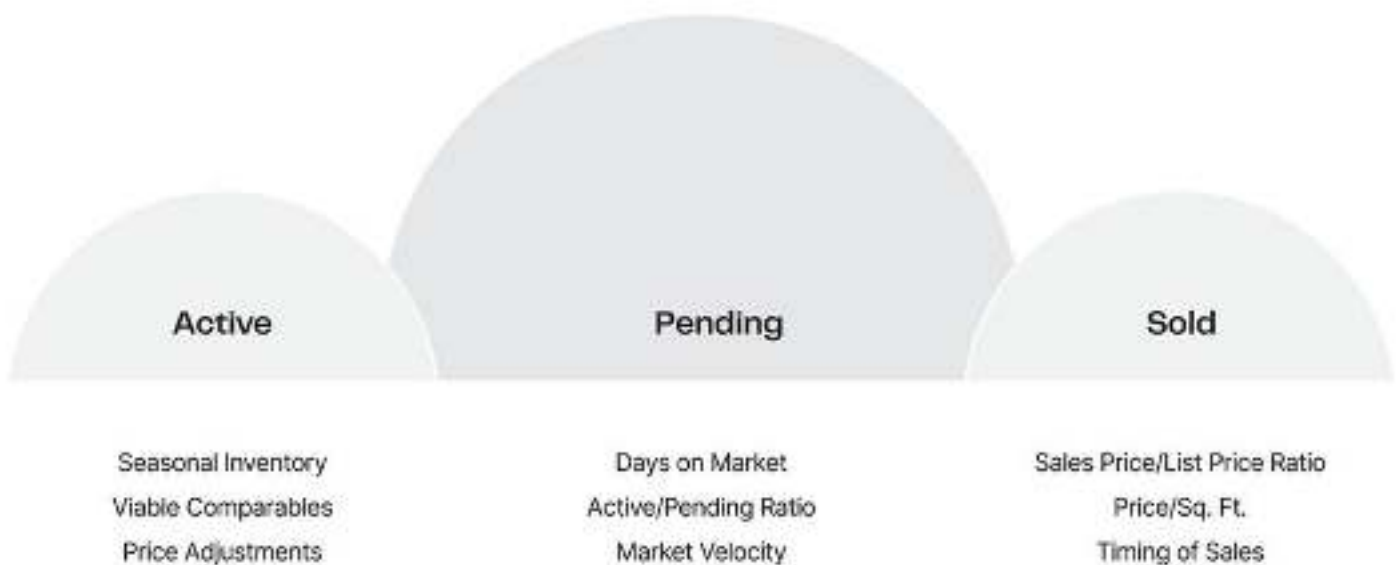 Active
Pending
Sold
Seasonal Inventory
Viable Comparables
Price Adjustments
Days on Market
Active/Pending Ratio
Market Velocity
Sales Price/List Price Ratio
Price/Sq. Ft.
Timing of Sales